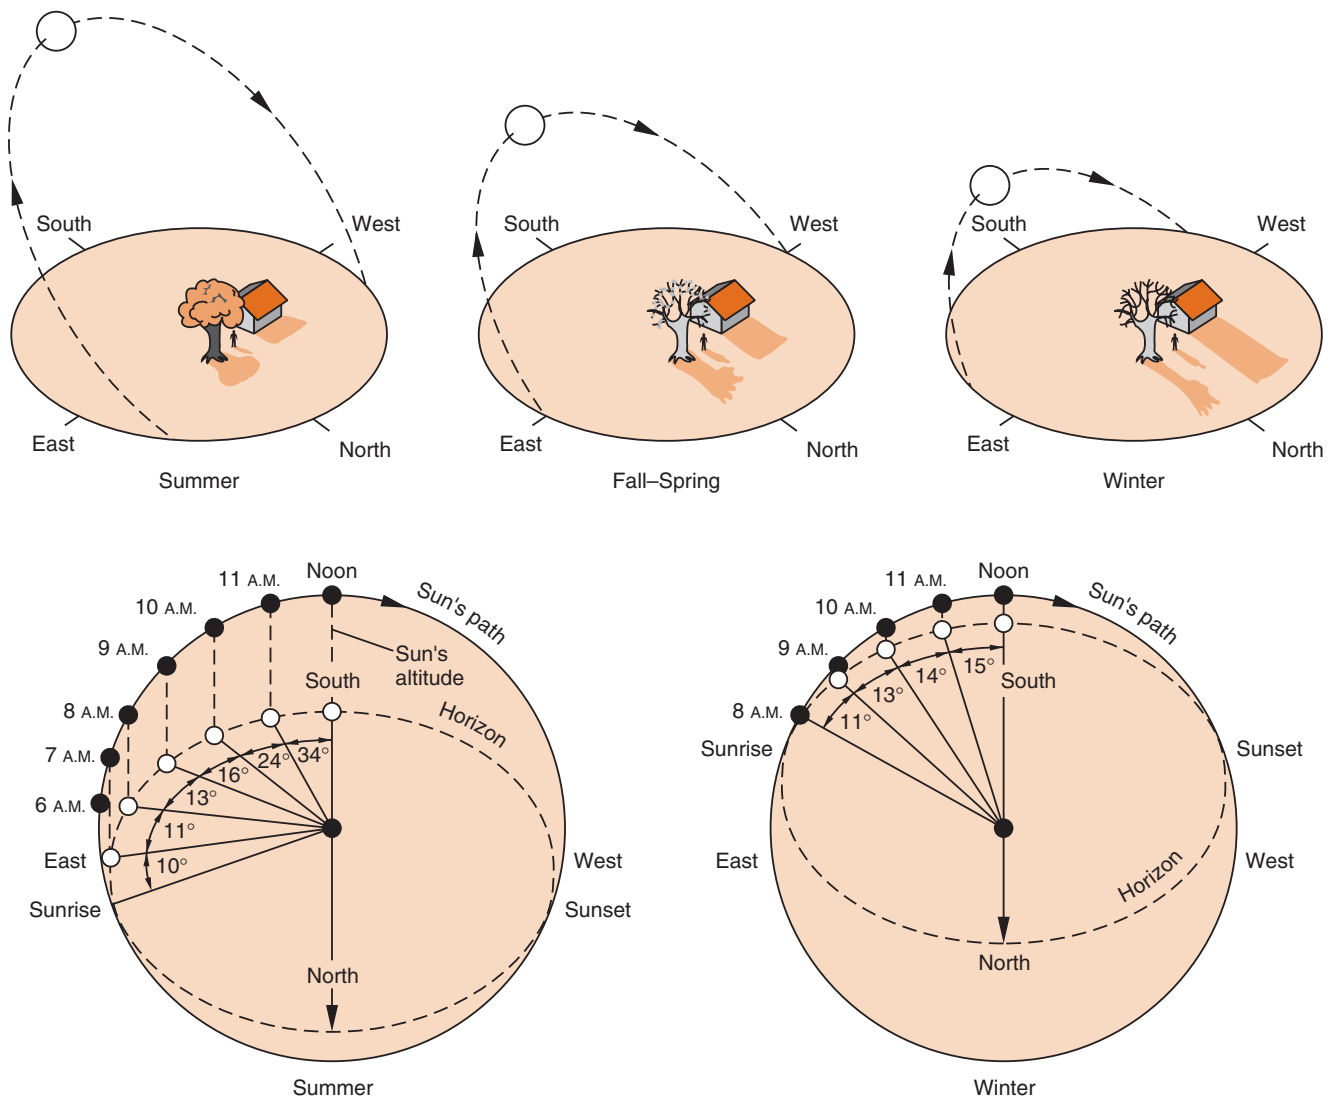 South
West
East
North
Summer
South
West
East
North
Fall–Spring
South
West
East
North
Winter
Noon
11 A.M.
10 A.M.
9 A.M.
8 A.M.
7 A.M.
6 A.M.
Sun's path
Sun's
altitude
South
Horizon
34°
24°
16°
13°
11°
10°
East
West
Sunrise
Sunset
North
Summer
Noon
11 A.M.
10 A.M.
9 A.M.
8 A.M.
Sun's path
15°
14°
13°
11°
South
Sunrise
Sunset
East
West
Horizon
North
Winter